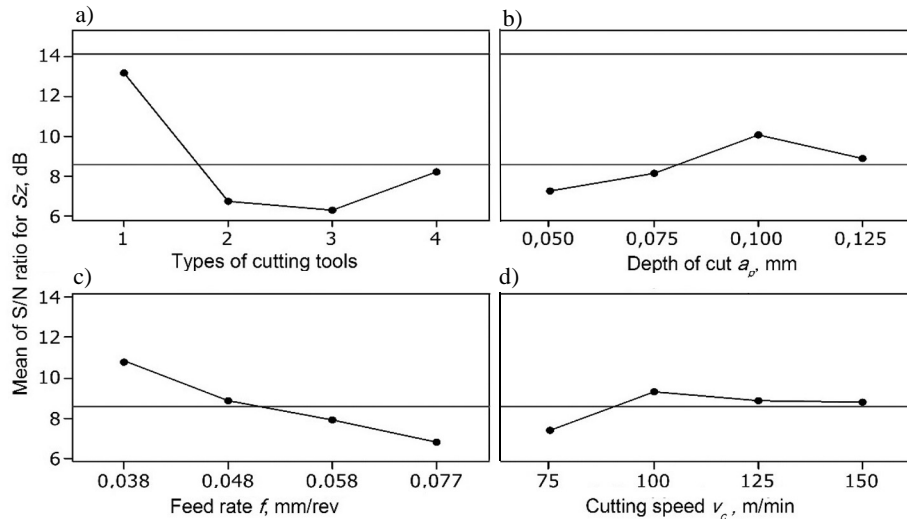 a)
b)
Mean of S/N ratio for Sz, dB
14
12
10
8
6
1 2 3 4
Types of cutting tools
0,050 0,075 0,100 0,125
Depth of cut aₚ, mm
c)
d)
14
12
10
8
6
0,038 0,048 0,058 0,077
Feed rate f, mm/rev
75 100 125 150
Cutting speed v_c, m/min